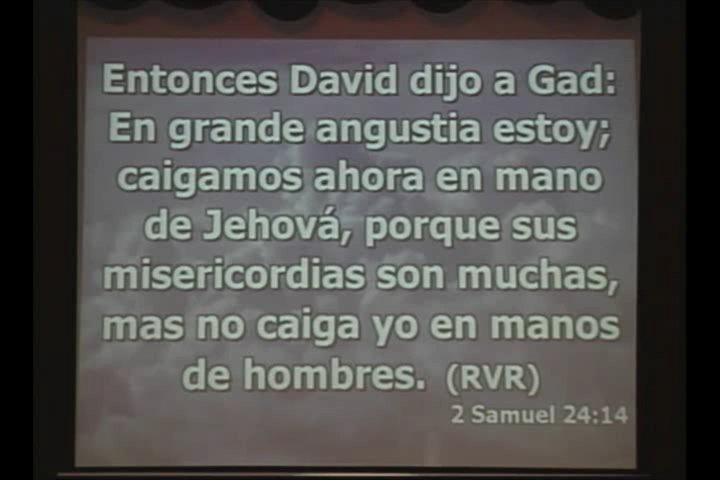 Entonces David dijo a Gad:
En grande angustia estoy;
caigamos ahora en mano
de Jehová, porque sus
misericordias son muchas,
mas no caiga yo en manos
de hombres. (RVR)
2 Samuel 24:14